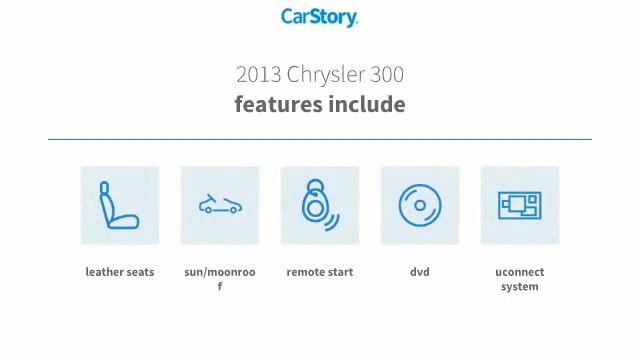 CarStory.
2013 Chrysler 300
features include
leather seats
sun/moonroo
f
remote start
dvd
uconnect
system